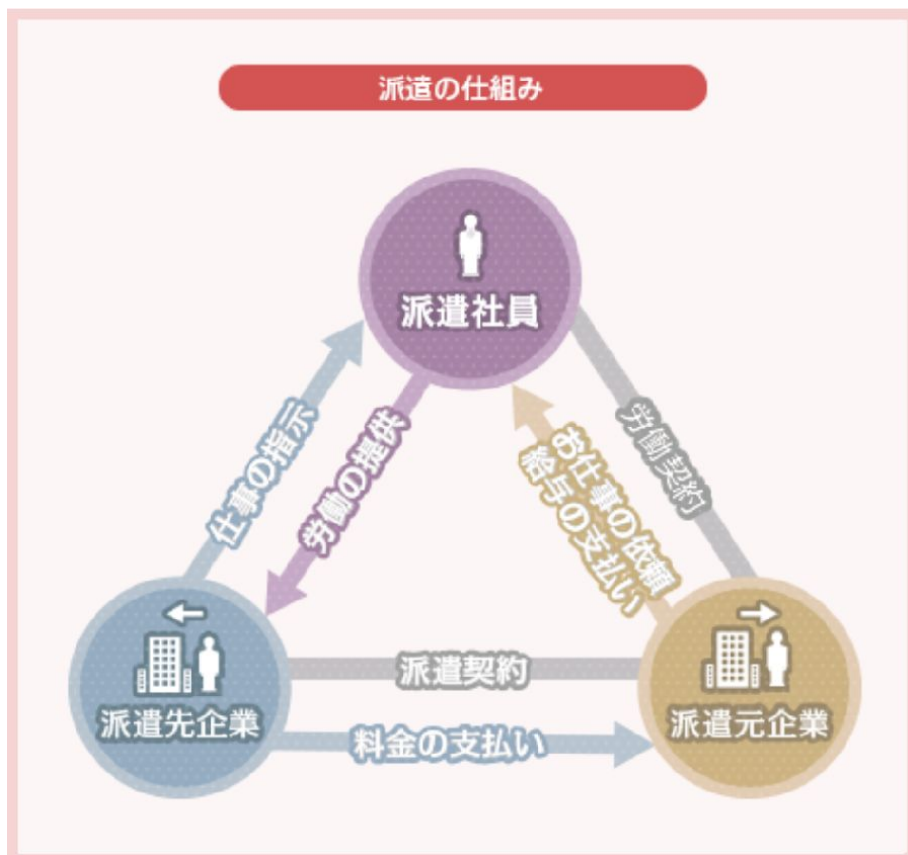 派遣の仕組み
派遣社員
仕事の指示
労働の提供
お仕事の依頼
給与の支払い
労働契約
派遣先企業
派遣契約
料金の支払い
派遣元企業